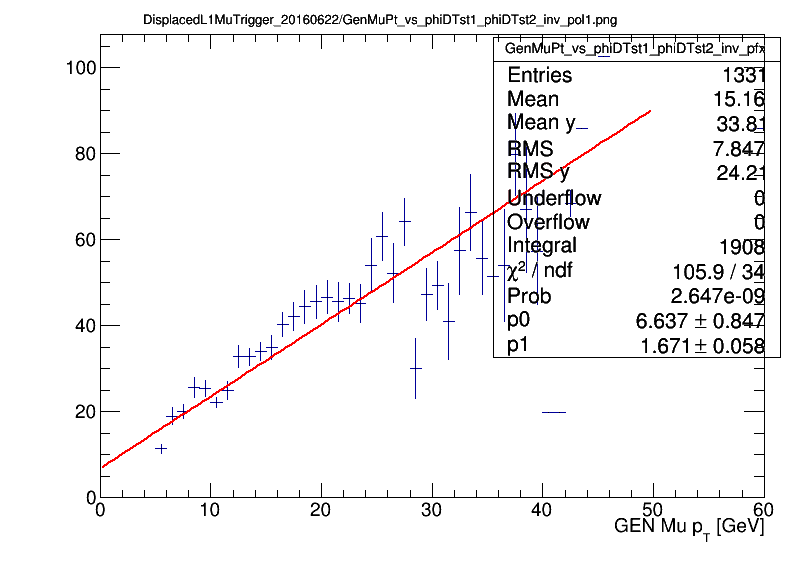 DisplacedL1MuTrigger_20160622/GenMuPt_vs_phiDTst1_phiDTst2_inv_pol1.png
GenMuPt_vs_phiDTst1_phiDTst2_inv_pfx
Entries 1331
Mean 15.16
Mean y 33.81
RMS 7.847
RMS y 24.21
Underflow 0
Overflow 0
Integral 1908
χ² / ndf 105.9 / 34
Prob 2.647e-09
p0 6.637 ± 0.847
p1 1.671 ± 0.058
100
80
60
40
20
0
0 10 20 30 40 50 60
GEN Mu p_T [GeV]